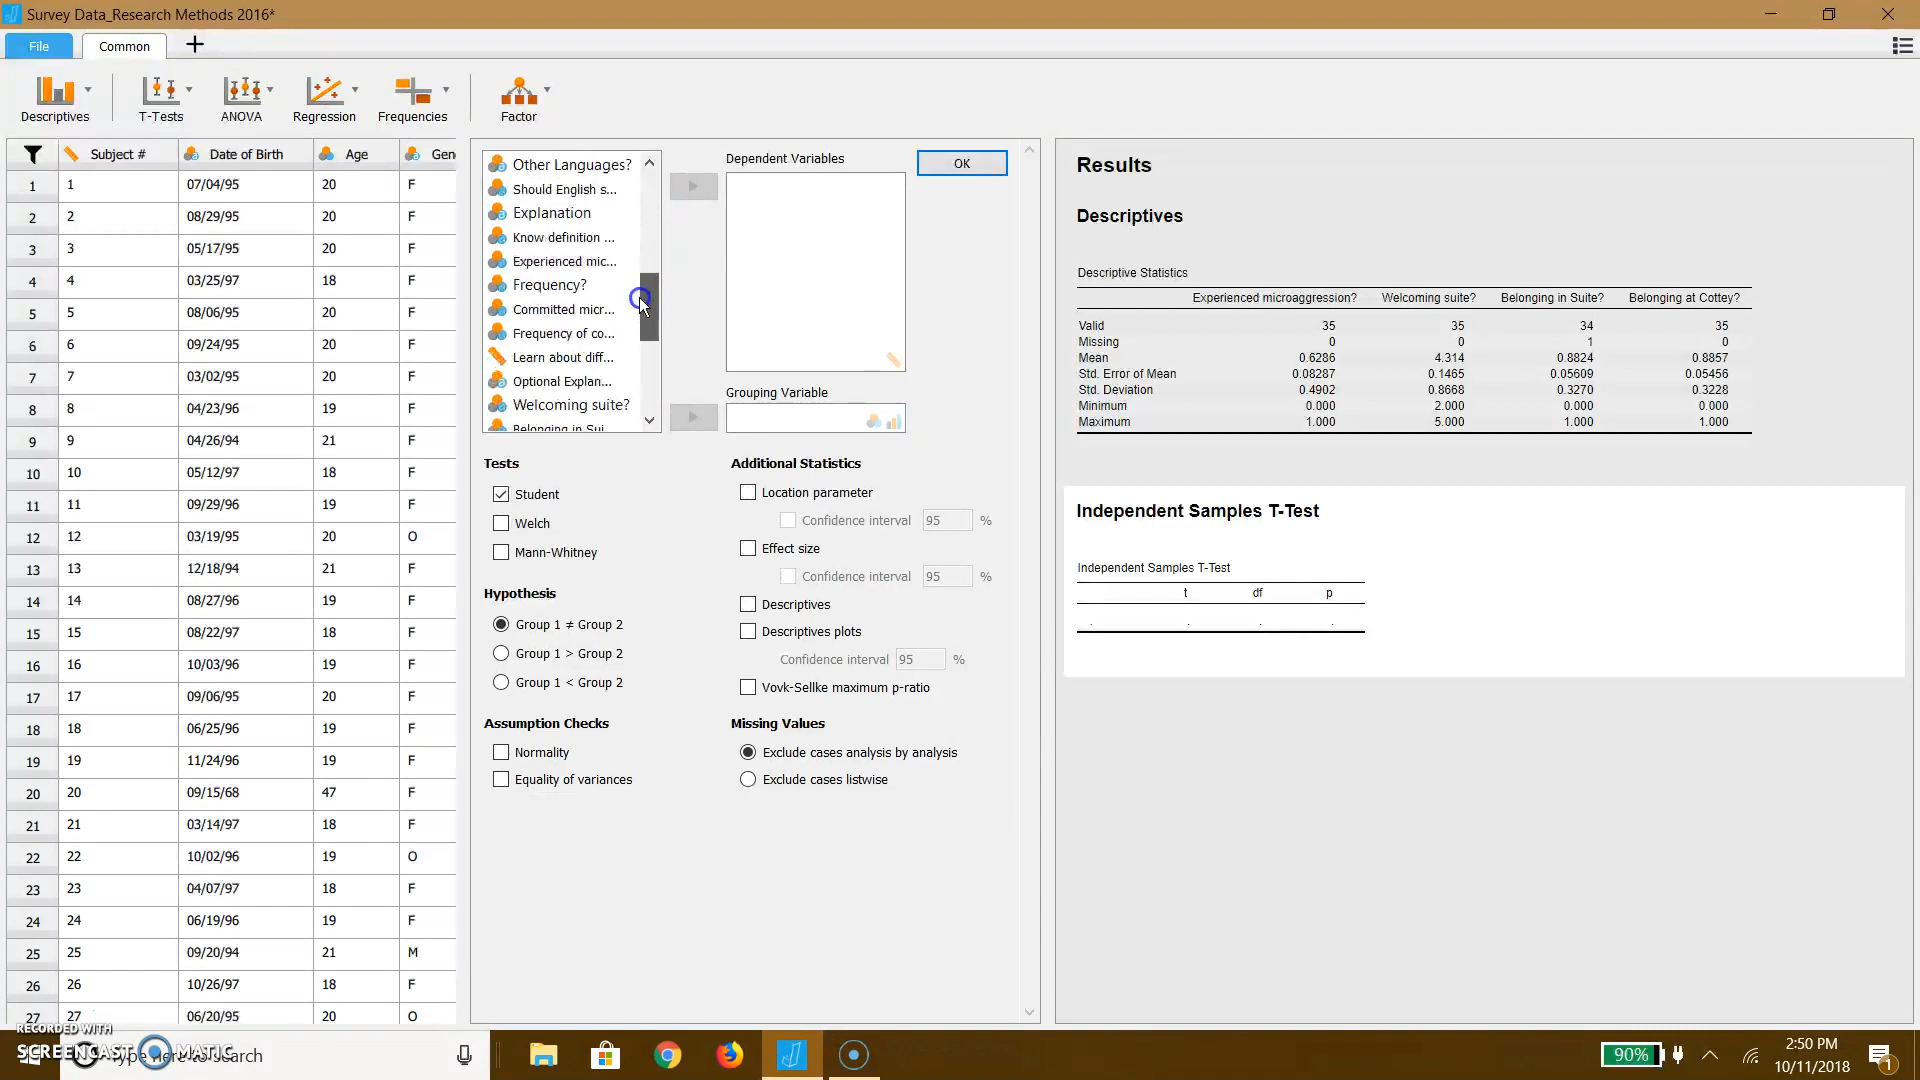 Survey Data_Research Methods 2016*
File
Common
Descriptives
T-Tests
ANOVA
Regression
Frequencies
Factor
Subject #
Date of Birth
Age
Gen
1 1 07/04/95 20 F
2 2 08/29/95 20 F
3 3 05/17/95 20 F
4 4 03/25/97 18 F
5 5 08/06/95 20 F
6 6 09/24/95 20 F
7 7 03/02/95 20 F
8 8 04/23/96 19 F
9 9 04/26/94 21 F
10 10 05/12/97 18 F
11 11 09/29/96 19 F
12 12 03/19/95 20 O
13 13 12/18/94 21 F
14 14 08/27/96 19 F
15 15 08/22/97 18 F
16 16 10/03/96 19 F
17 17 09/06/95 20 F
18 18 06/25/96 19 F
19 19 11/24/96 19 F
20 20 09/15/68 47 F
21 21 03/14/97 18 F
22 22 10/02/96 19 O
23 23 04/07/97 18 F
24 24 06/19/96 19 F
25 25 09/20/94 21 M
26 26 10/26/97 18 F
27 27 06/20/95 20 O
Other Languages?
Should English s...
Explanation
Know definition ...
Experienced mic...
Frequency?
Committed micr...
Frequency of co...
Learn about diff...
Optional Explan...
Welcoming suite?
Belonging in Sui...
Dependent Variables
OK
Grouping Variable
Tests
Student
Welch
Mann-Whitney
Hypothesis
Group 1 ≠ Group 2
Group 1 > Group 2
Group 1 < Group 2
Assumption Checks
Normality
Equality of variances
Additional Statistics
Location parameter
Confidence interval 95 %
Effect size
Confidence interval 95 %
Descriptives
Descriptives plots
Confidence interval 95 %
Vovk-Sellke maximum p-ratio
Missing Values
Exclude cases analysis by analysis
Exclude cases listwise
Results
Descriptives
Descriptive Statistics
Experienced microaggression? Welcoming suite? Belonging in Suite? Belonging at Cottey?
Valid 35 35 34 35
Missing 0 0 1 0
Mean 0.6286 4.314 0.8824 0.8857
Std. Error of Mean 0.08287 0.1465 0.05609 0.05456
Std. Deviation 0.4902 0.8668 0.3270 0.3228
Minimum 0.000 2.000 0.000 0.000
Maximum 1.000 5.000 1.000 1.000
Independent Samples T-Test
Independent Samples T-Test
t df p
. . . .
RECORDED WITH
SCREENCAST MATIC
Type here to search
90%
2:50 PM
10/11/2018
1